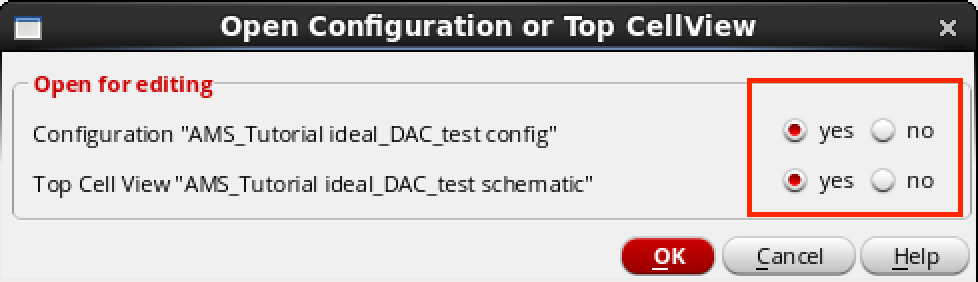 Open Configuration or Top CellView
Open for editing
Configuration "AMS_Tutorial ideal_DAC_test config" yes no
Top Cell View "AMS_Tutorial ideal_DAC_test schematic" yes no
OK Cancel Help